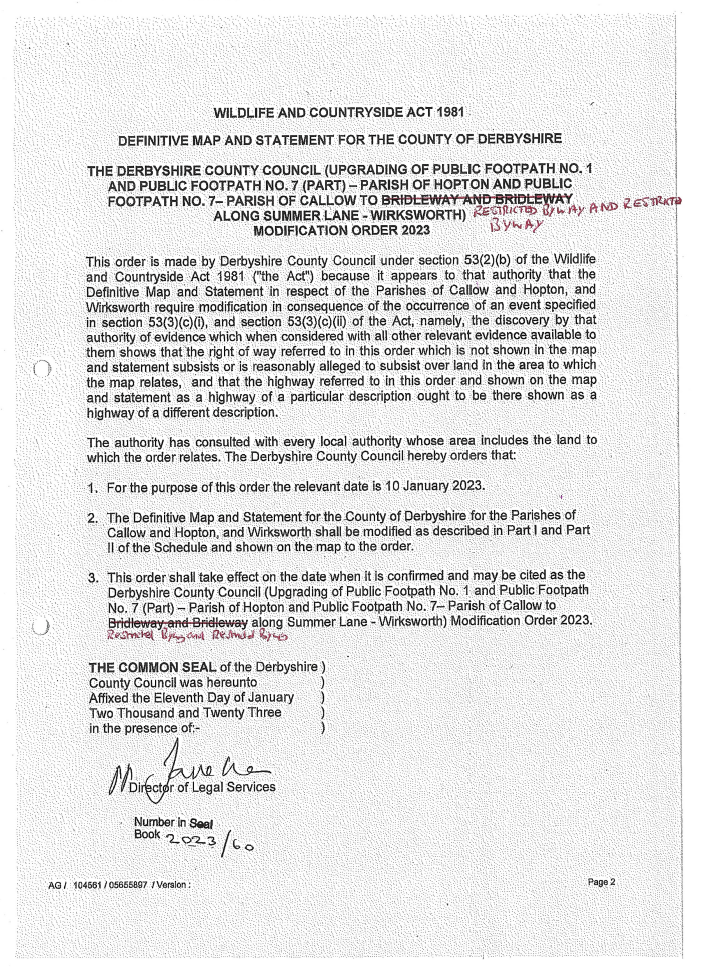 WILDLIFE AND COUNTRYSIDE ACT 1981
DEFINITIVE MAP AND STATEMENT FOR THE COUNTY OF DERBYSHIRE
THE DERBYSHIRE COUNTY COUNCIL (UPGRADING OF PUBLIC FOOTPATH NO. 1
AND PUBLIC FOOTPATH NO. 7 (PART) – PARISH OF HOPTON AND PUBLIC
FOOTPATH NO. 7– PARISH OF CALLOW TO BRIDLEWAY AND BRIDLEWAY
ALONG SUMMER LANE - WIRKSWORTH) RESTRICTED BYWAY AND RESTRICTD
BYWAY
MODIFICATION ORDER 2023
This order is made by Derbyshire County Council under section 53(2)(b) of the Wildlife
and Countryside Act 1981 ("the Act") because it appears to that authority that the
Definitive Map and Statement in respect of the Parishes of Callow and Hopton, and
Wirksworth require modification in consequence of the occurrence of an event specified
in section 53(3)(c)(i), and section 53(3)(c)(ii) of the Act, namely, the discovery by that
authority of evidence which when considered with all other relevant evidence available to
them shows that the right of way referred to in this order which is not shown in the map
and statement subsists or is reasonably alleged to subsist over land in the area to which
the map relates, and that the highway referred to in this order and shown on the map
and statement as a highway of a particular description ought to be there shown as a
highway of a different description.
The authority has consulted with every local authority whose area includes the land to
which the order relates. The Derbyshire County Council hereby orders that:
1. For the purpose of this order the relevant date is 10 January 2023.
2. The Definitive Map and Statement for the County of Derbyshire for the Parishes of
Callow and Hopton, and Wirksworth shall be modified as described in Part I and Part
II of the Schedule and shown on the map to the order.
3. This order shall take effect on the date when it is confirmed and may be cited as the
Derbyshire County Council (Upgrading of Public Footpath No. 1 and Public Footpath
No. 7 (Part) – Parish of Hopton and Public Footpath No. 7– Parish of Callow to
Bridleway and Bridleway along Summer Lane - Wirksworth) Modification Order 2023.
Restricted Byway and Restricted Byway
THE COMMON SEAL of the Derbyshire )
County Council was hereunto )
Affixed the Eleventh Day of January )
Two Thousand and Twenty Three )
in the presence of:- )
Director of Legal Services
Number in Seal
Book 2023/60
AG / 104561 / 05655897 / Version :
Page 2